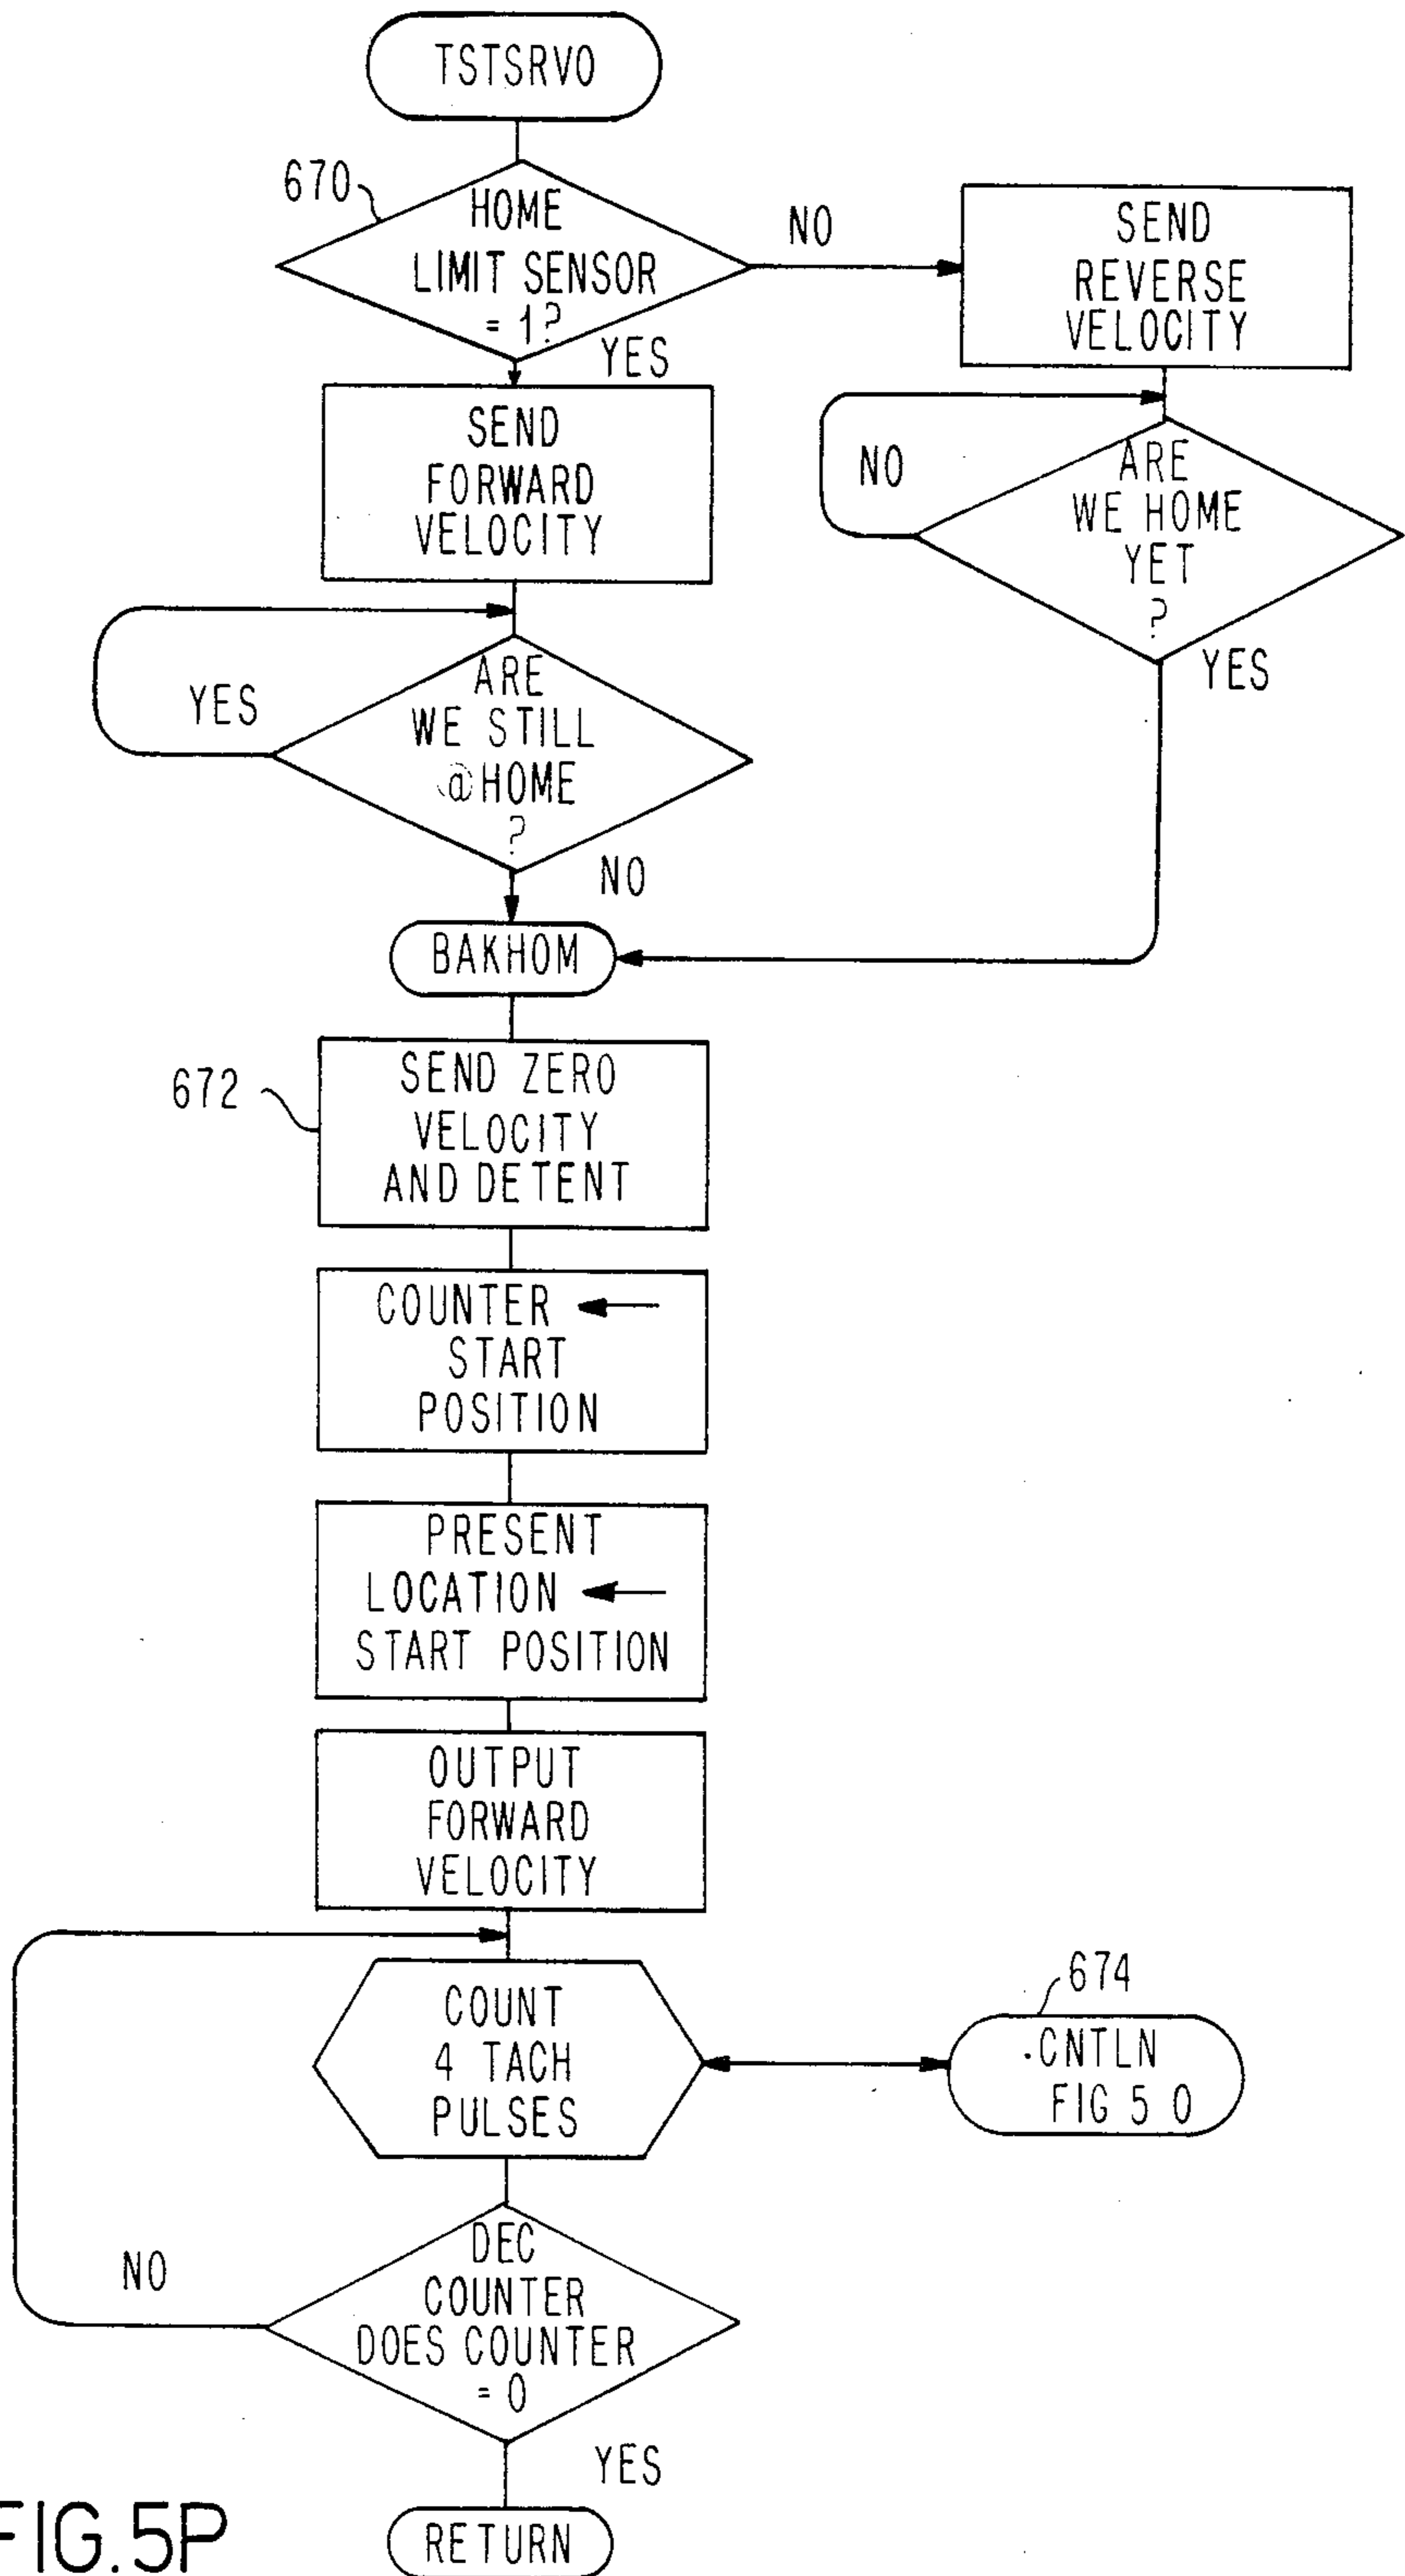 TSTSRVO
670
HOME
LIMIT SENSOR
= 1?
NO
YES
SEND
REVERSE
VELOCITY
SEND
FORWARD
VELOCITY
NO
ARE
WE HOME
YET
?
YES
YES
ARE
WE STILL
@HOME
?
NO
BAKHOM
672
SEND ZERO
VELOCITY
AND DETENT
COUNTER ←
START
POSITION
PRESENT
LOCATION ←
START POSITION
OUTPUT
FORWARD
VELOCITY
COUNT
4 TACH
PULSES
674
CNTLN
FIG 5 O
NO
DEC
COUNTER
DOES COUNTER
= 0
YES
RETURN
FIG. 5P